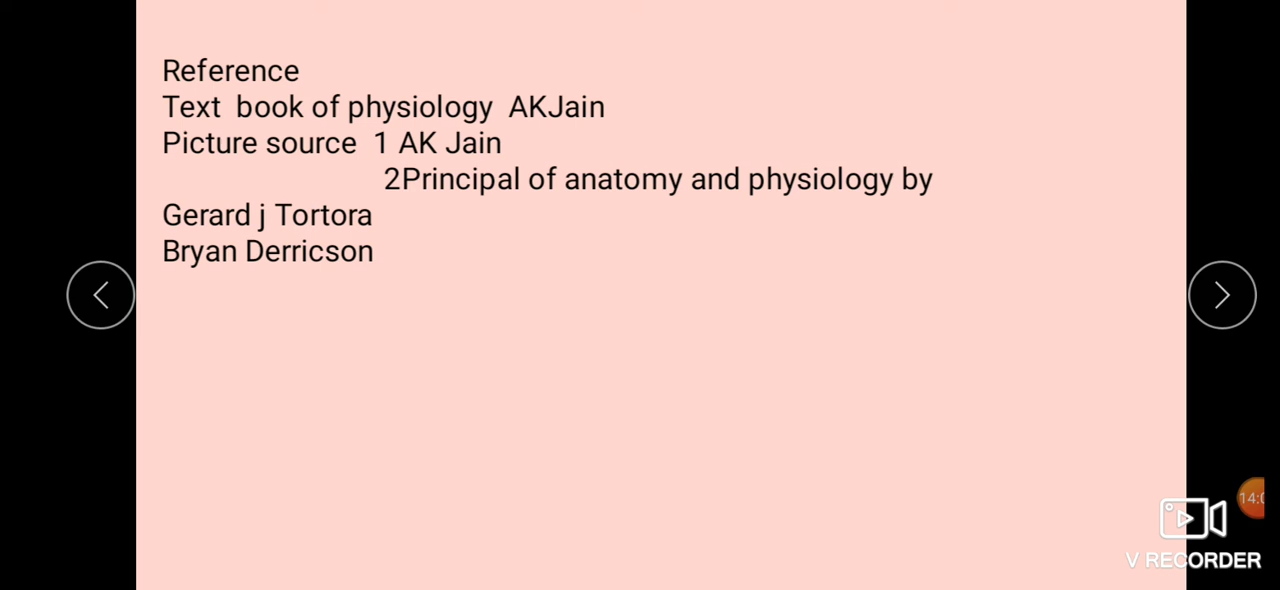 Reference
Text book of physiology AKJain
Picture source 1 AK Jain
2Principal of anatomy and physiology by
Gerard j Tortora
Bryan Derricson
V RECORDER